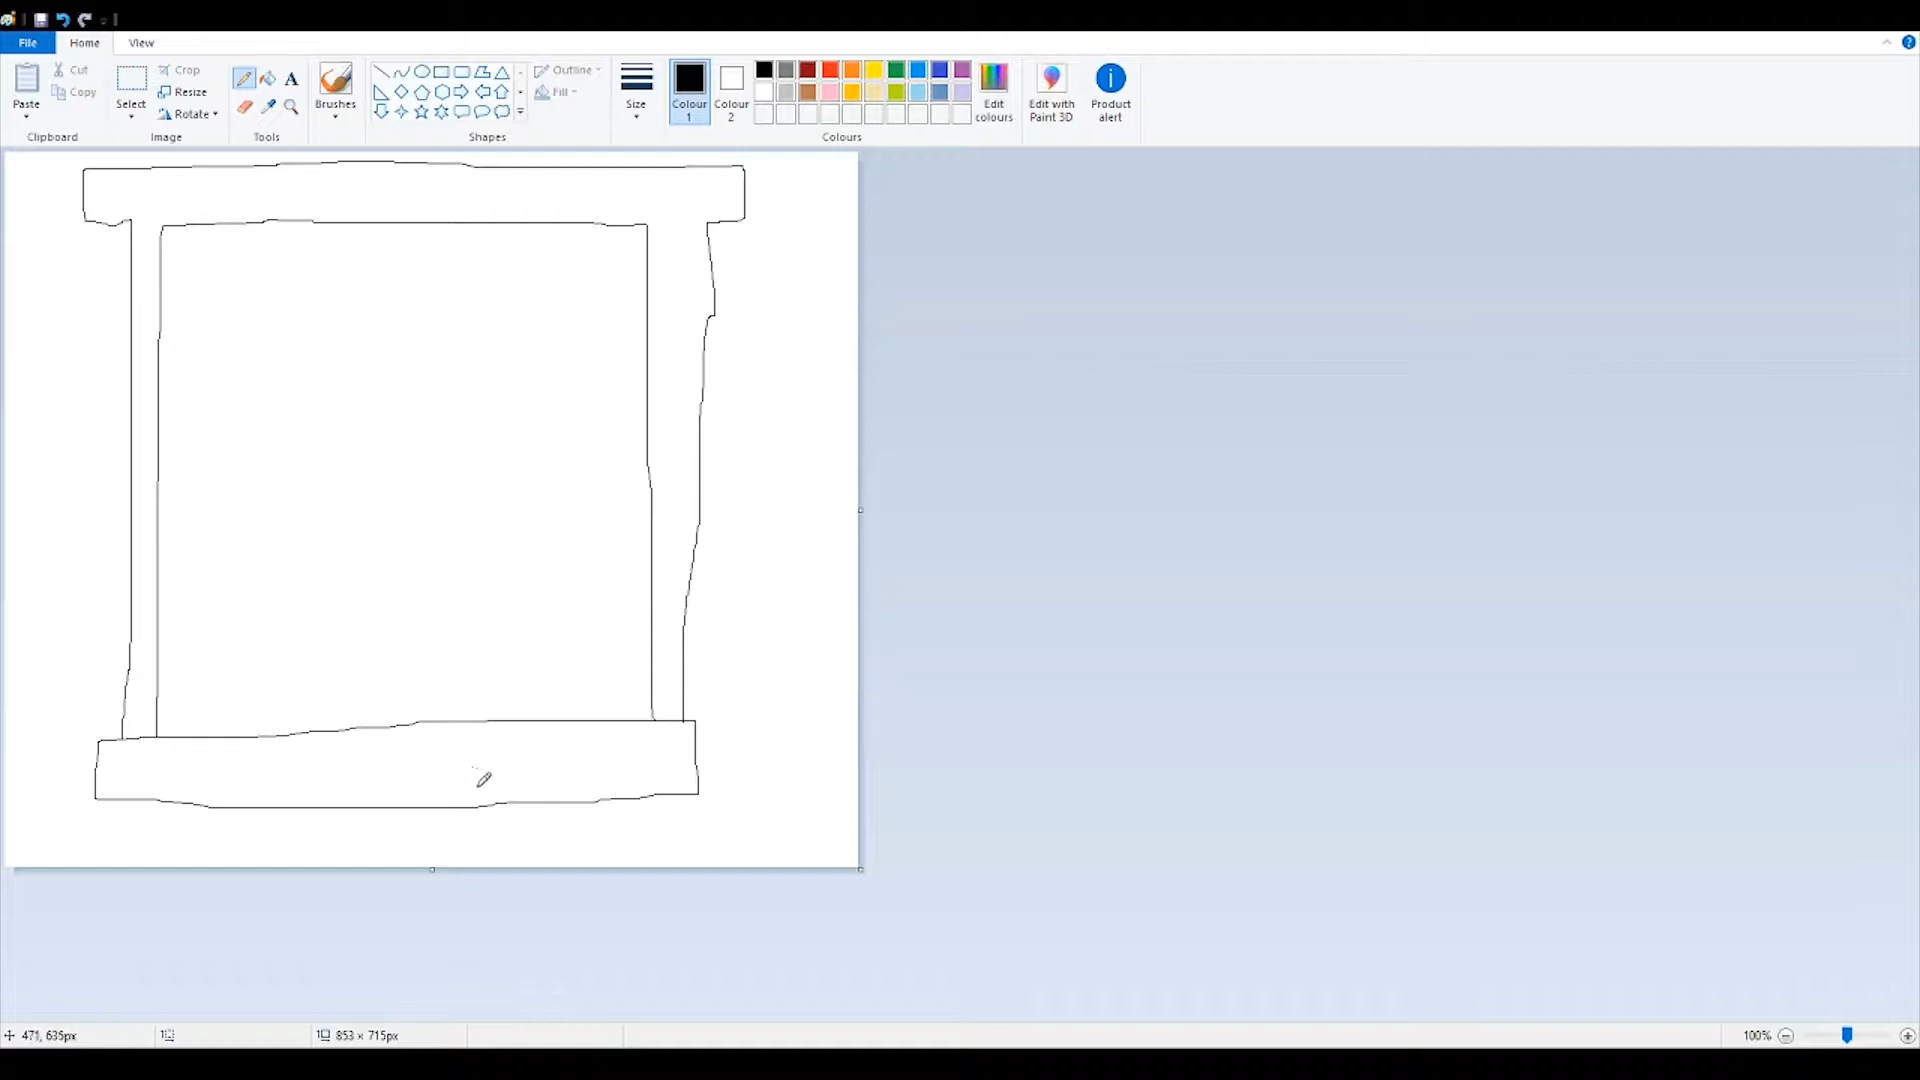 File Home View
Paste
Cut
Copy
Clipboard
Select
Crop
Resize
Rotate
Image
A
Tools
Brushes
Outline
Fill
Shapes
Size
Colour
1
Colour
2
Edit
colours
Colours
Edit with
Paint 3D
Product
alert
471, 635px
853 × 715px
100%